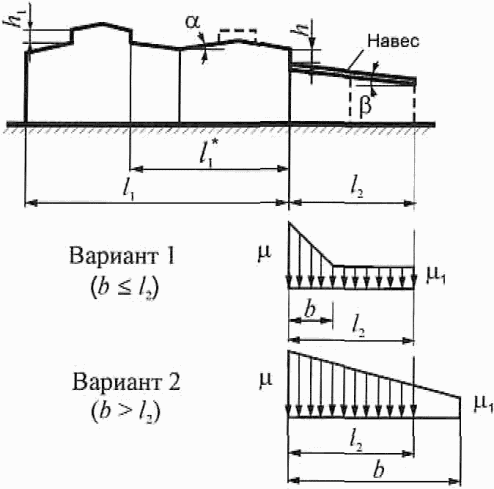 h₁
α
h
Навес
β
l₁*
l₁
l₂
Вариант 1
(b ≤ l₂)
μ
μ₁
b
l₂
Вариант 2
(b > l₂)
μ
μ₁
l₂
b